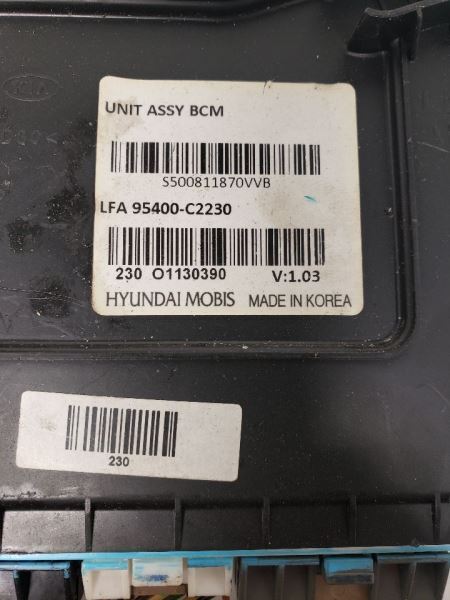 UNIT ASSY BCM
S500811870VVB
LFA 95400-C2230
230 O1130390 V:1.03
HYUNDAI MOBIS MADE IN KOREA
230